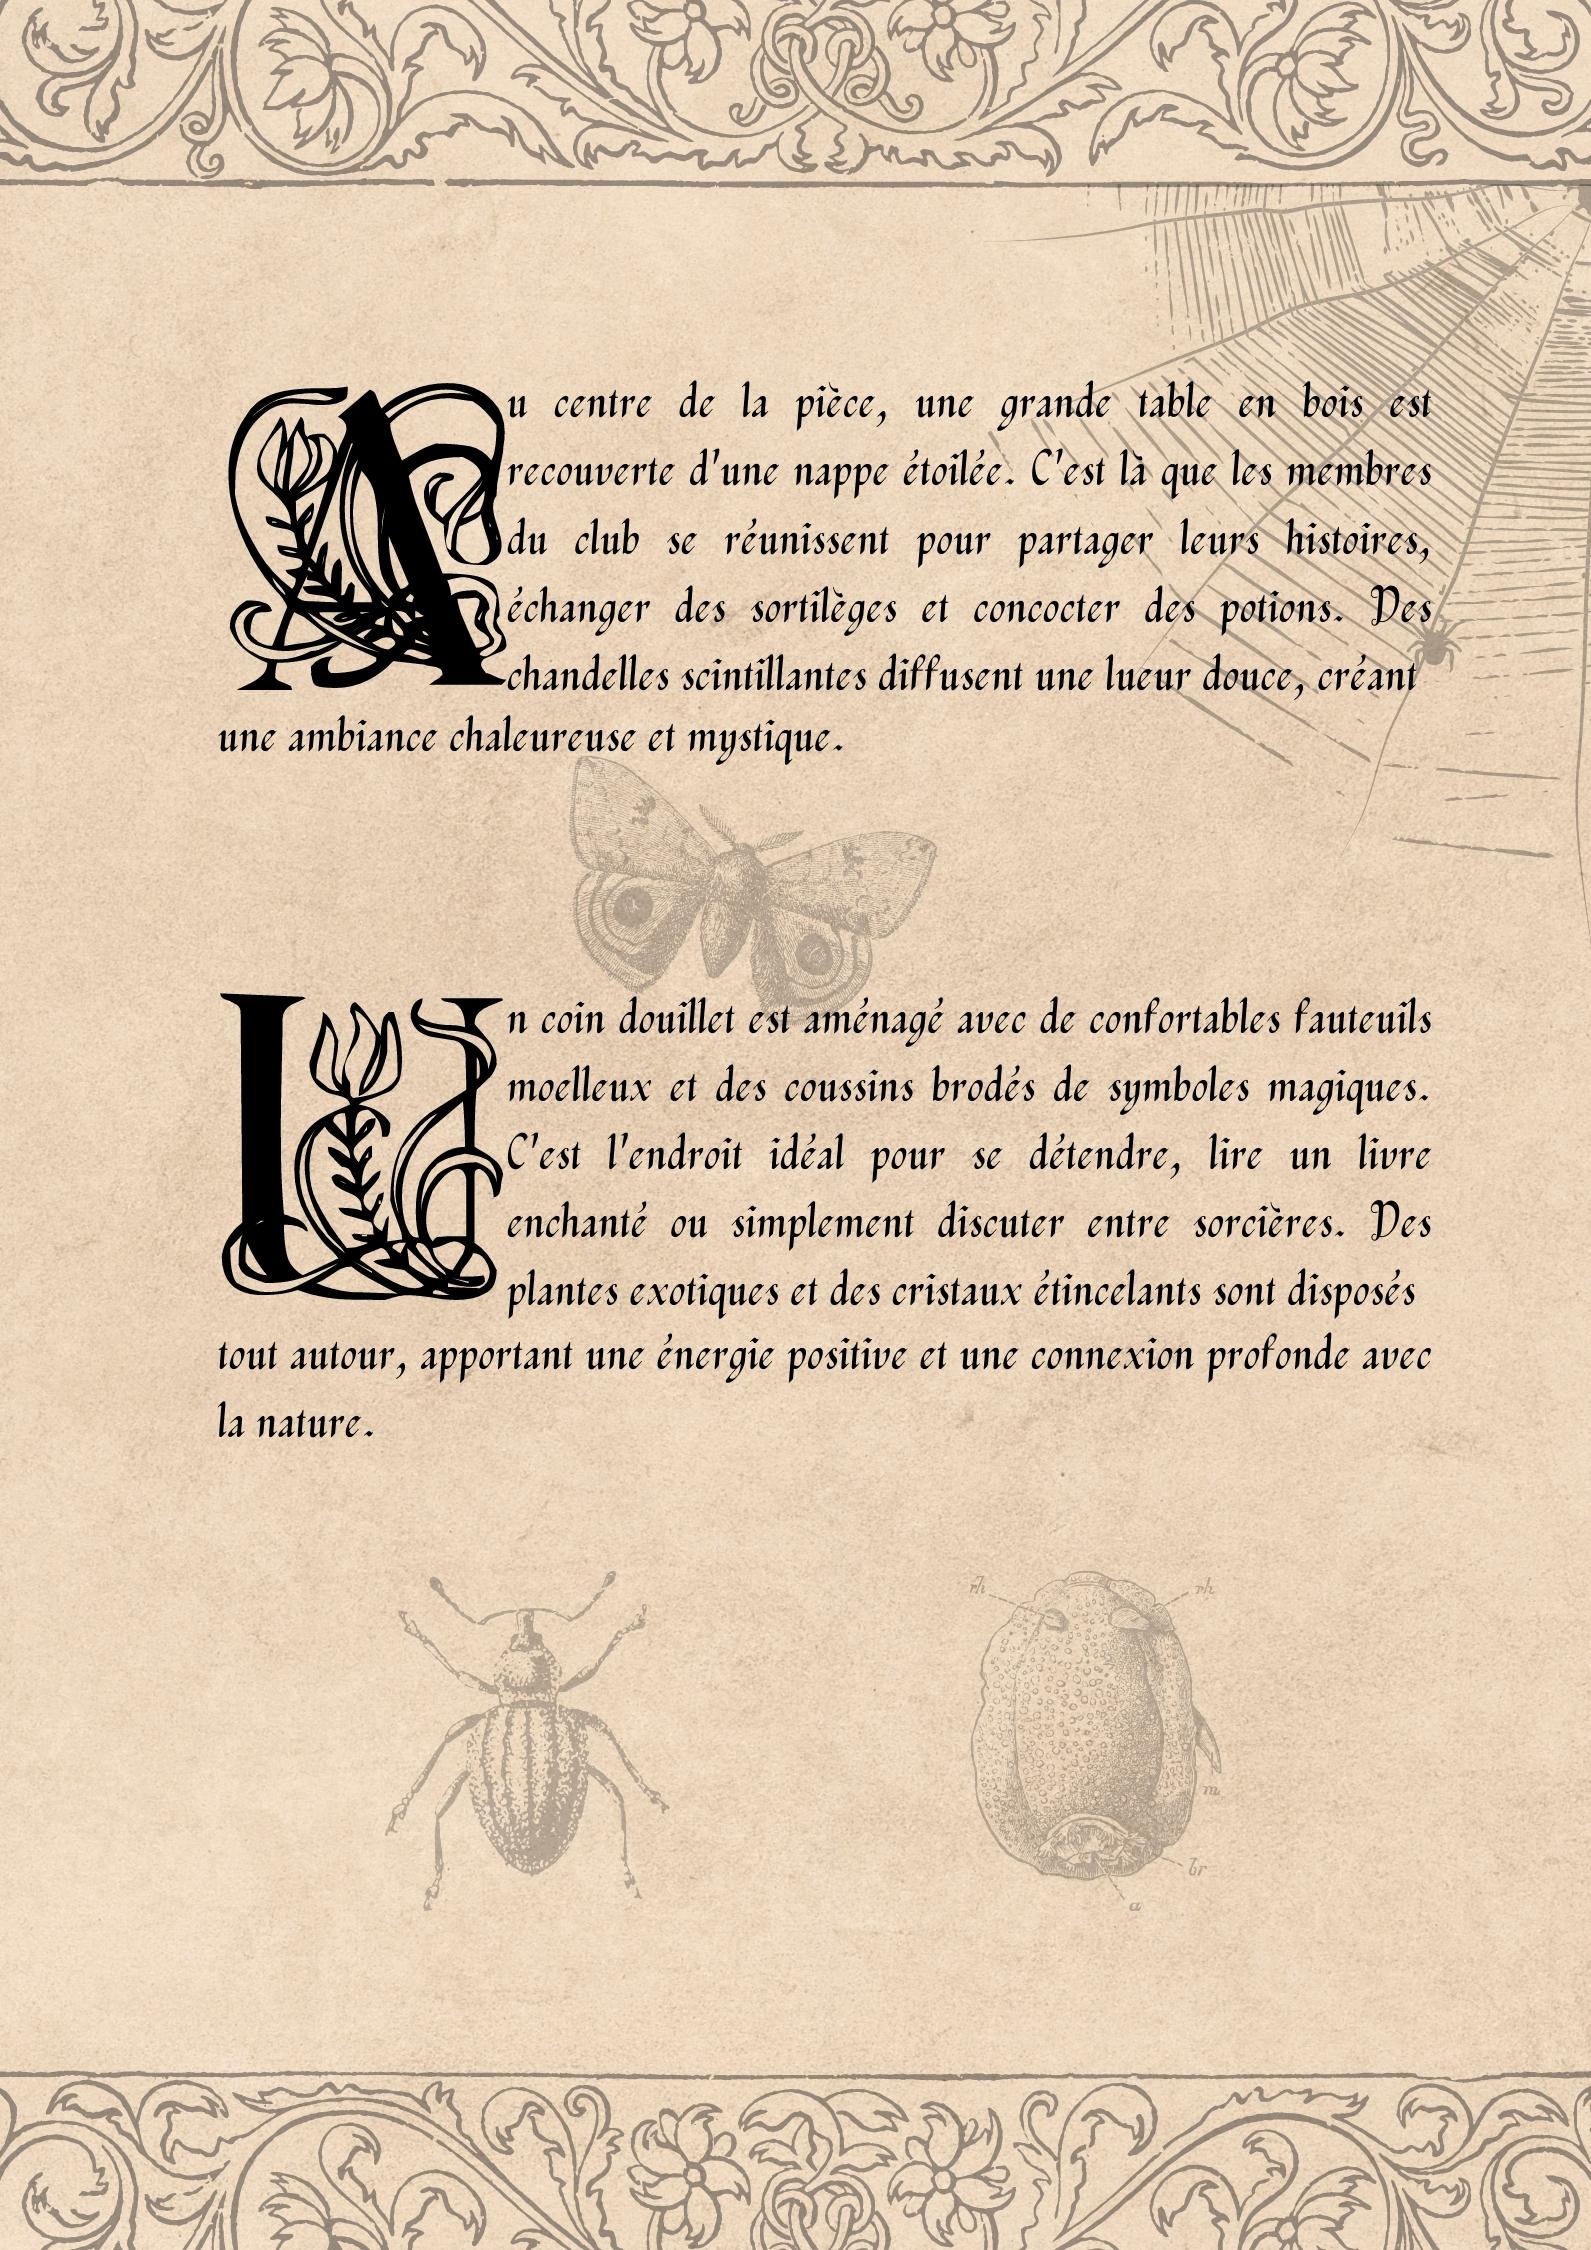 Au centre de la pièce, une grande table en bois est
recouverte d'une nappe étoilée. C'est là que les membres
du club se réunissent pour partager leurs histoires,
échanger des sortilèges et concocter des potions. Des
chandelles scintillantes diffusent une lueur douce, créant
une ambiance chaleureuse et mystique.
Un coin douillet est aménagé avec de confortables fauteuils
moelleux et des coussins brodés de symboles magiques.
C'est l'endroit idéal pour se détendre, lire un livre
enchanté ou simplement discuter entre sorcières. Des
plantes exotiques et des cristaux étincelants sont disposés
tout autour, apportant une énergie positive et une connexion profonde avec
la nature.
rh
rh
m
br
a